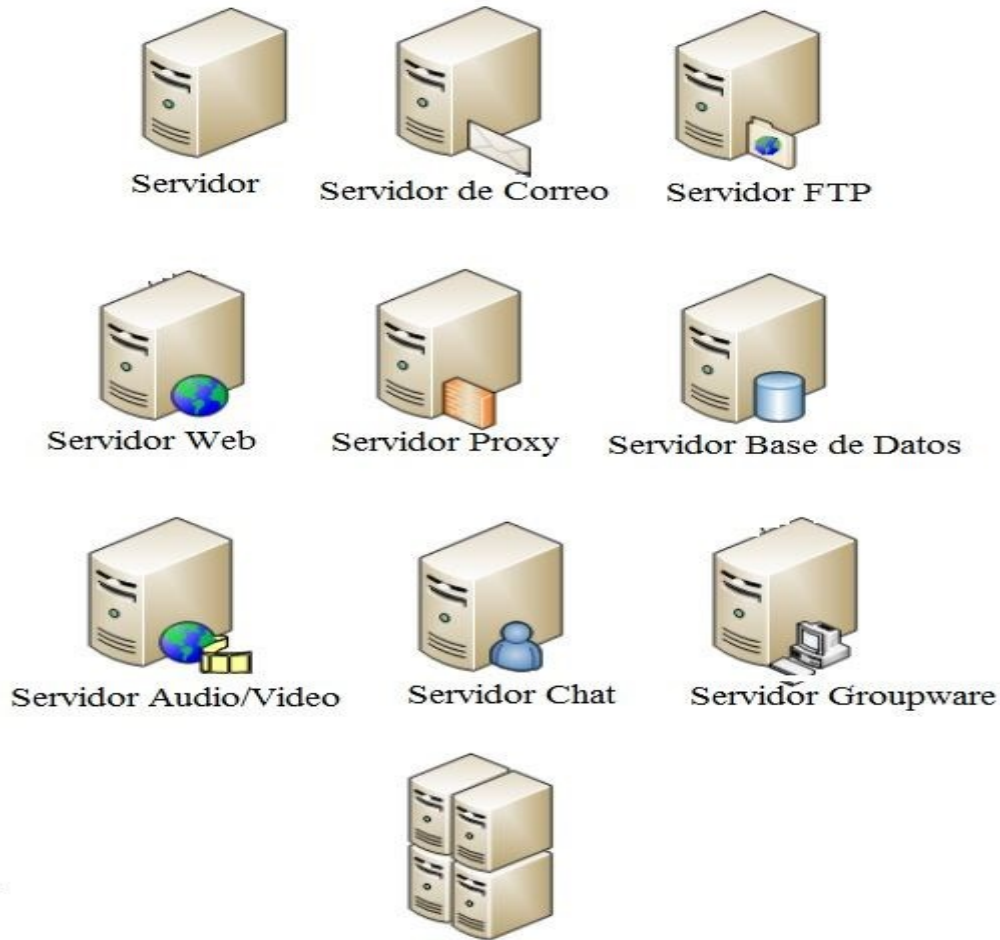 Servidor
Servidor de Correo
Servidor FTP
Servidor Web
Servidor Proxy
Servidor Base de Datos
Servidor Audio/Video
Servidor Chat
Servidor Groupware